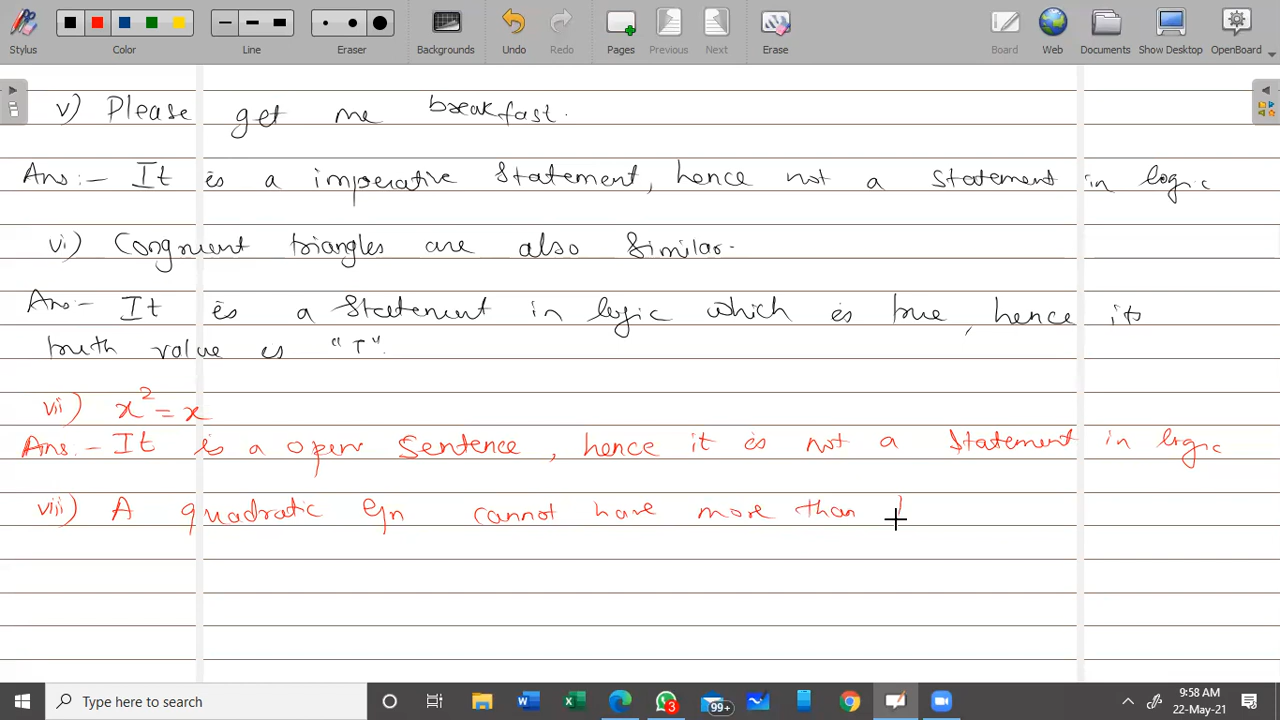 Stylus
Color
Line
Eraser
Backgrounds
Undo
Redo
Pages
Previous
Next
Erase
Board
Web
Documents
Show Desktop
OpenBoard
v) Please get me breakfast.
Ans:- It is a imperative Statement, hence not a statement in logic
vi) Congruent triangles are also similar.
Ans:- It is a Statement in logic which is true, hence its
truth value is "T".
vii) x² = x
Ans. - It is a open Sentence, hence it is not a Statement in logic
viii) A quadratic Eqn cannot have more than
Type here to search
3
99+
9:58 AM
22-May-21